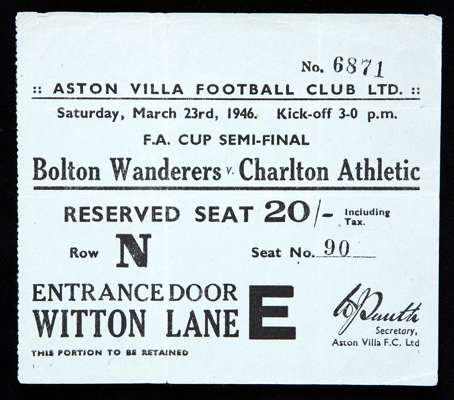 No. 6871
:: ASTON VILLA FOOTBALL CLUB LTD. ::
Saturday, March 23rd, 1946. Kick-off 3-0 p.m.
F.A. CUP SEMI-FINAL
Bolton Wanderers v. Charlton Athletic
RESERVED SEAT 20/- Including Tax.
Row N Seat No. 90
ENTRANCE DOOR
WITTON LANE E
Secretary,
Aston Villa F.C. Ltd
THIS PORTION TO BE RETAINED